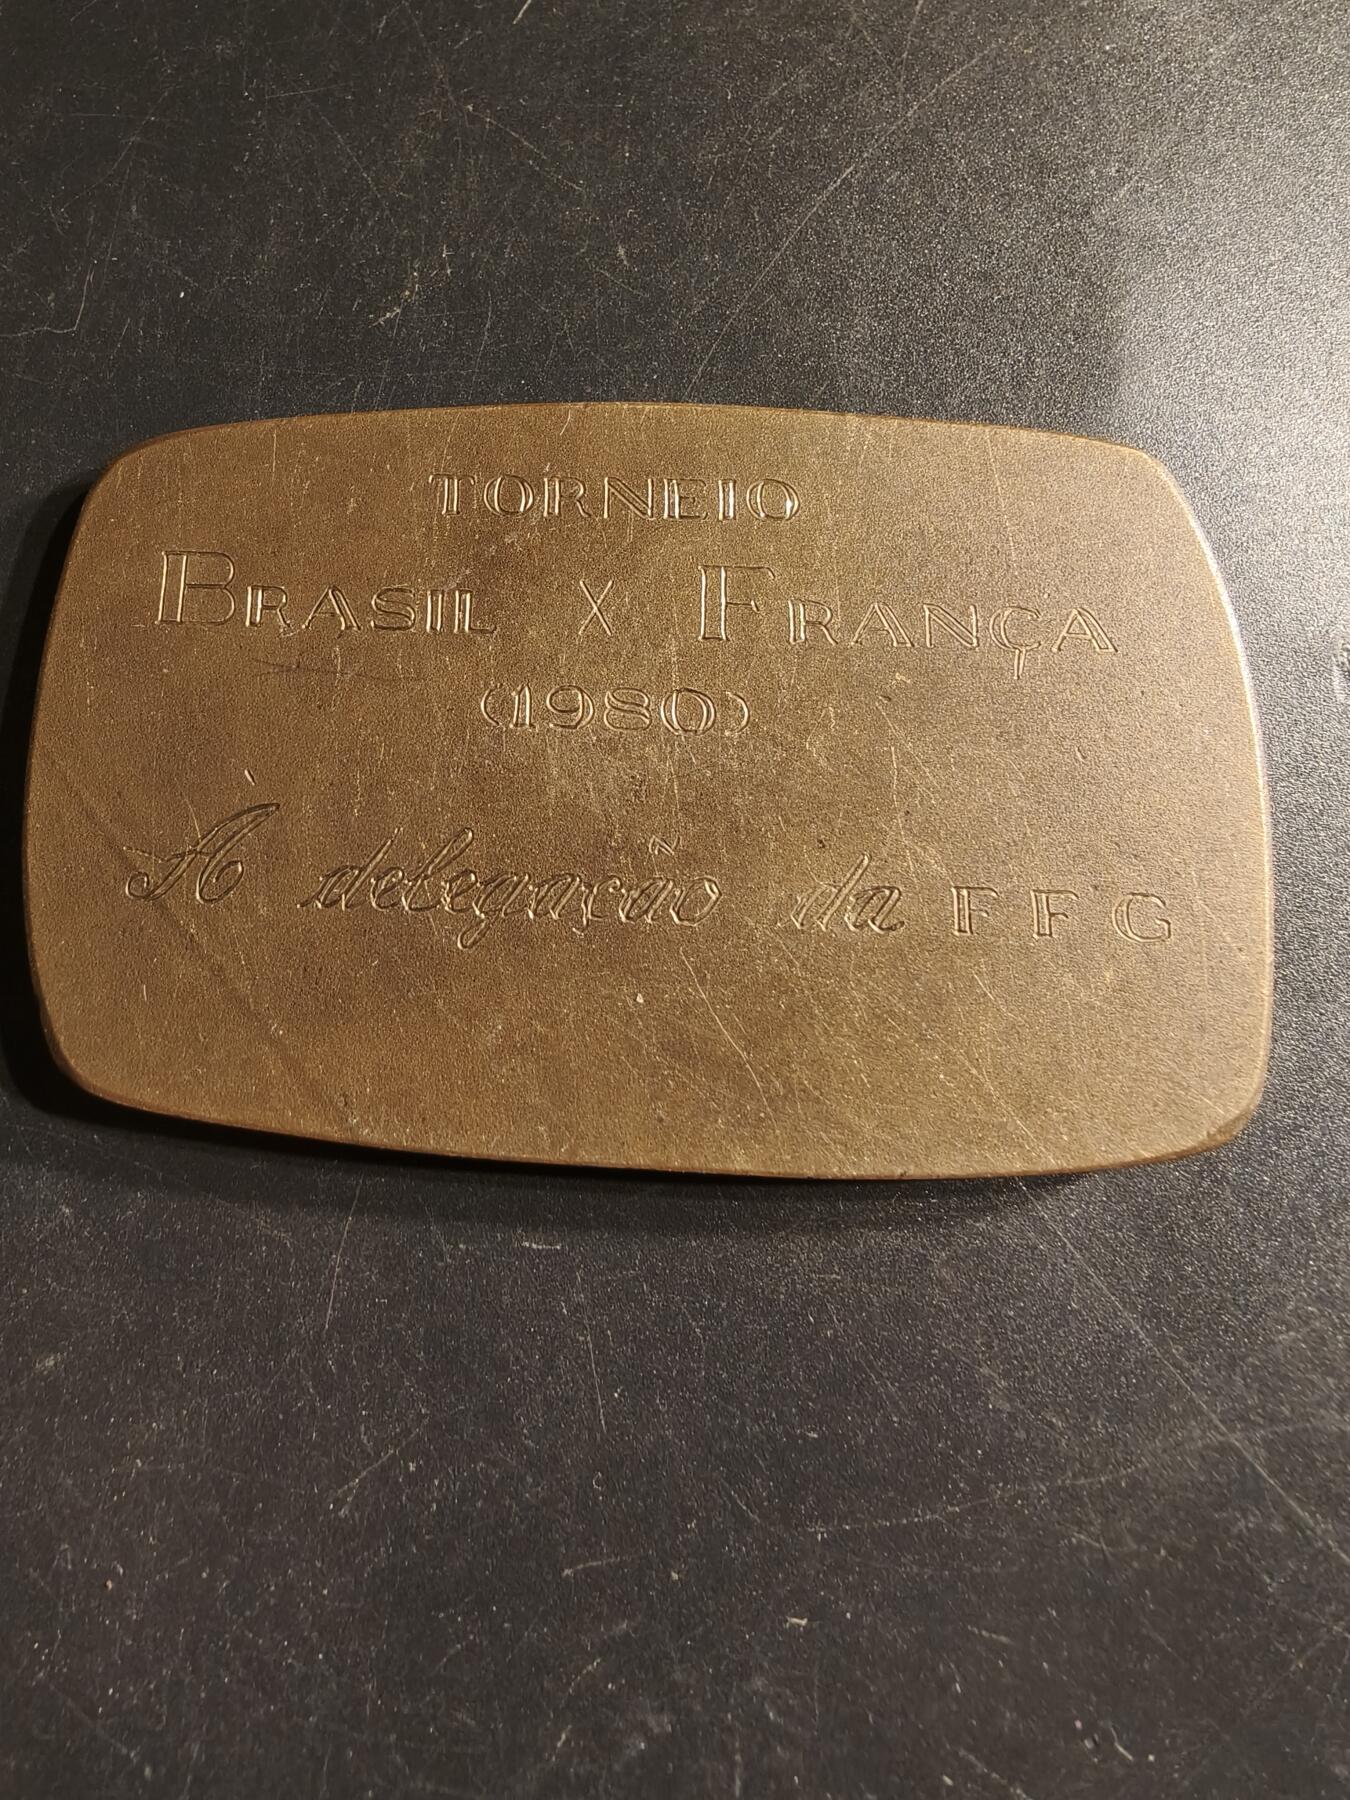 TORNEIO
BRASIL X FRANÇA
(1980)
À delegação da FFG